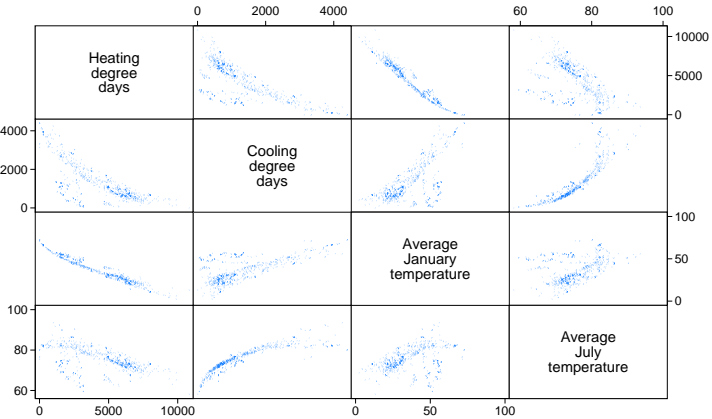 0 2000 4000 60 80 100
Heating
degree
days
10000
5000
0
4000
2000
0
Cooling
degree
days
Average
January
temperature
100
50
0
100
80
60
Average
July
temperature
0 5000 10000 0 50 100